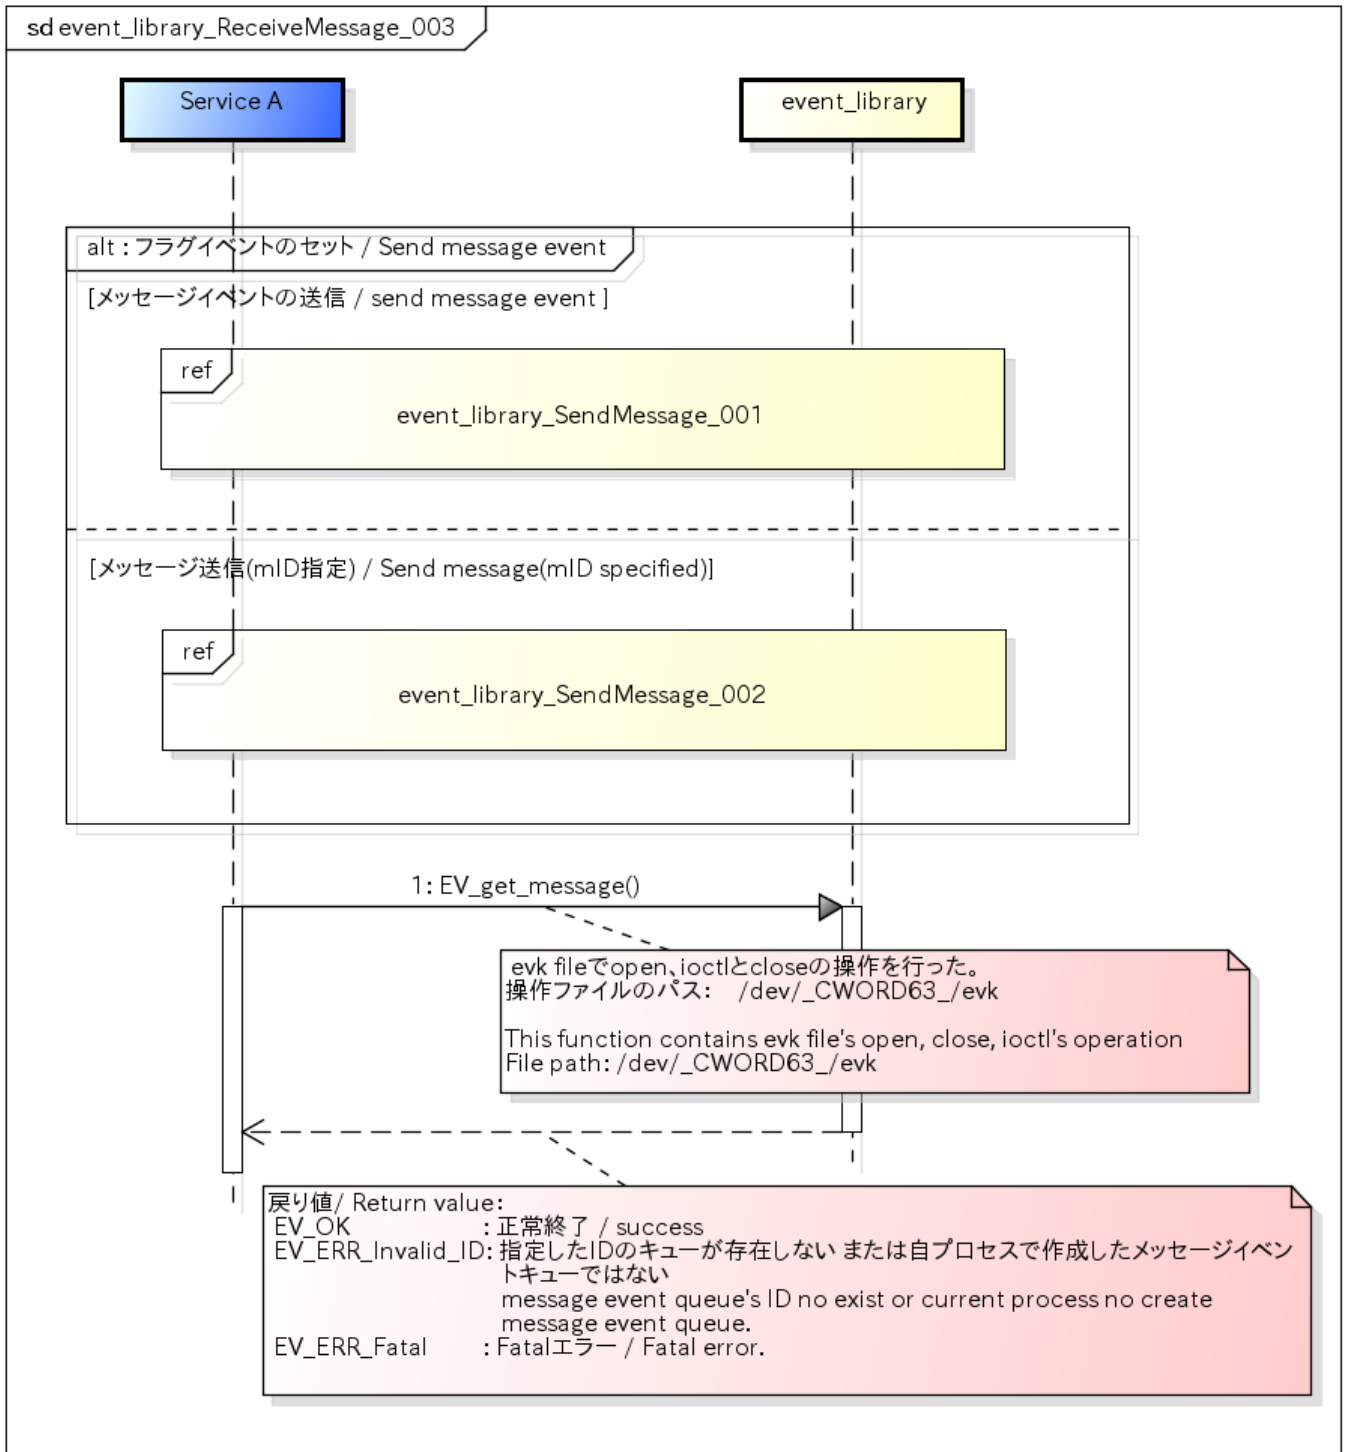 sd event_library_ReceiveMessage_003
Service A
event_library
alt : フラグイベントのセット / Send message event
[メッセージイベントの送信 / send message event ]
ref
event_library_SendMessage_001
[メッセージ送信(mID指定) / Send message(mID specified)]
ref
event_library_SendMessage_002
1: EV_get_message()
evk fileでopen、ioctlとcloseの操作を行った。
操作ファイルのパス: /dev/_CWORD63_/evk
This function contains evk file's open, close, ioctl's operation
File path: /dev/_CWORD63_/evk
戻り値/ Return value:
EV_OK : 正常終了 / success
EV_ERR_Invalid_ID: 指定したIDのキューが存在しない または自プロセスで作成したメッセージイベン
トキューではない
message event queue's ID no exist or current process no create
message event queue.
EV_ERR_Fatal : Fatalエラー / Fatal error.